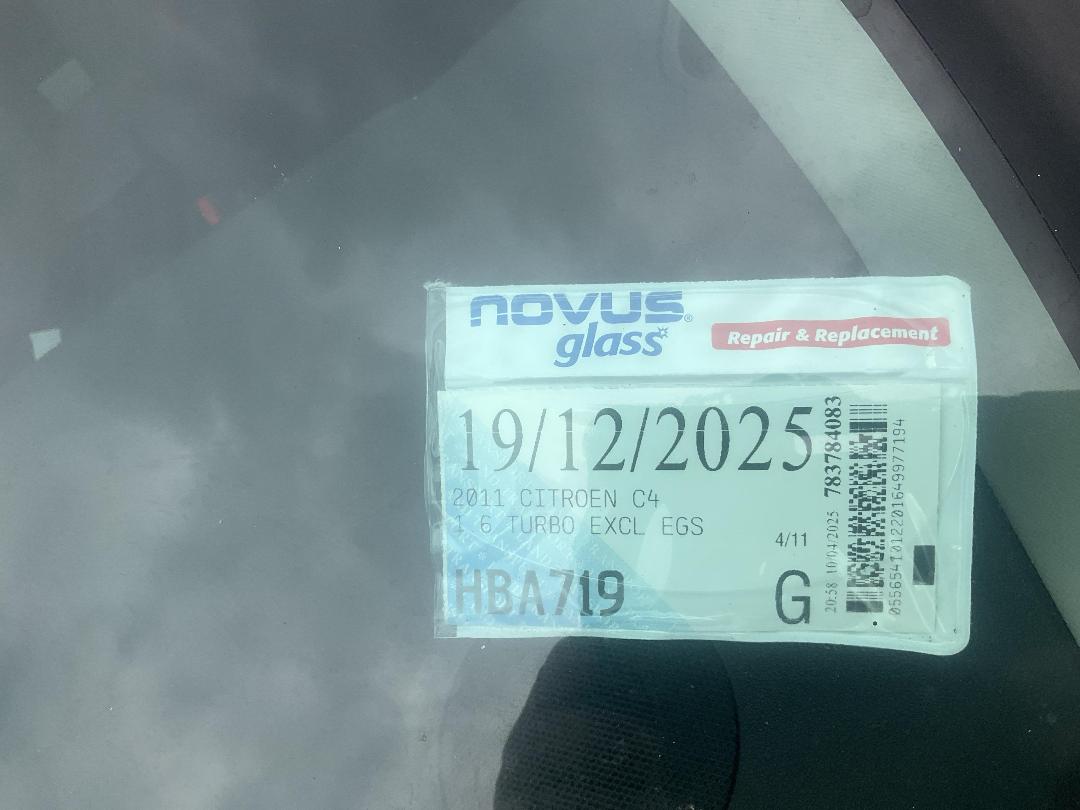 novus®
glass
Repair & Replacement
19/12/2025
2011 CITROEN C4
1 6 TURBO EXCL EGS
4/11
HBA719
G
20:58 10/04/2025 783784083
0556541012201649977194